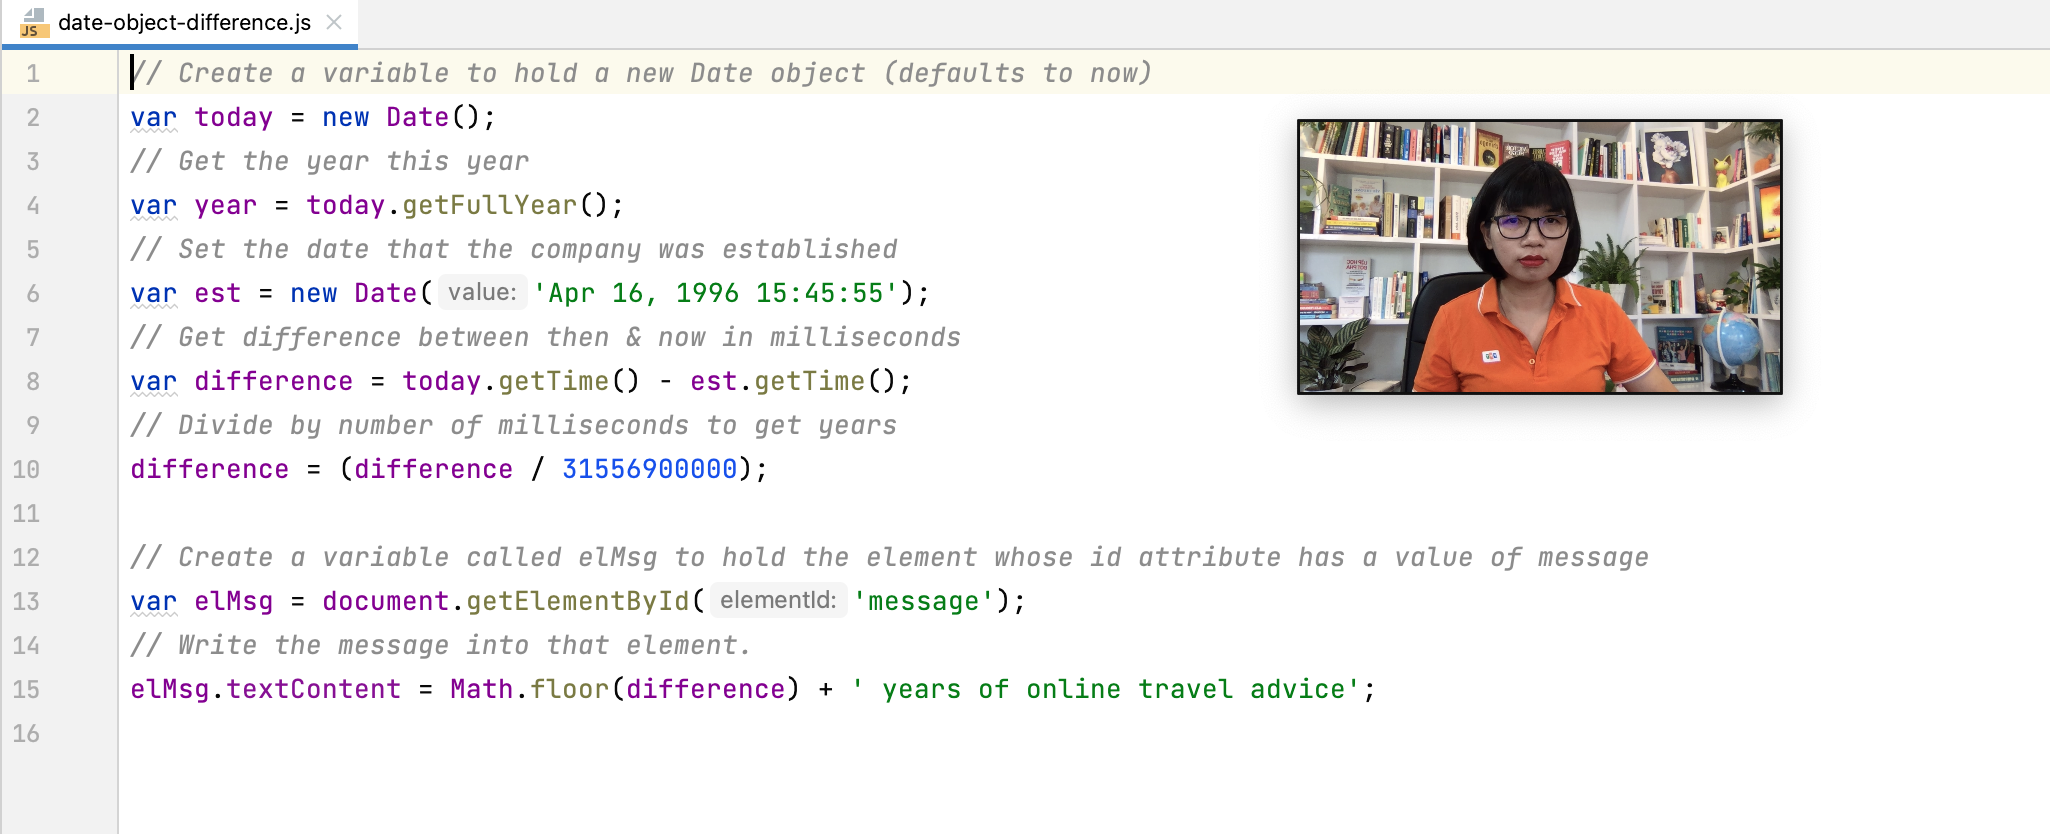 JS date-object-difference.js
1 // Create a variable to hold a new Date object (defaults to now)
2 var today = new Date();
3 // Get the year this year
4 var year = today.getFullYear();
5 // Set the date that the company was established
6 var est = new Date( value: 'Apr 16, 1996 15:45:55');
7 // Get difference between then & now in milliseconds
8 var difference = today.getTime() - est.getTime();
9 // Divide by number of milliseconds to get years
10 difference = (difference / 31556900000);
11
12 // Create a variable called elMsg to hold the element whose id attribute has a value of message
13 var elMsg = document.getElementById( elementId: 'message');
14 // Write the message into that element.
15 elMsg.textContent = Math.floor(difference) + ' years of online travel advice';
16